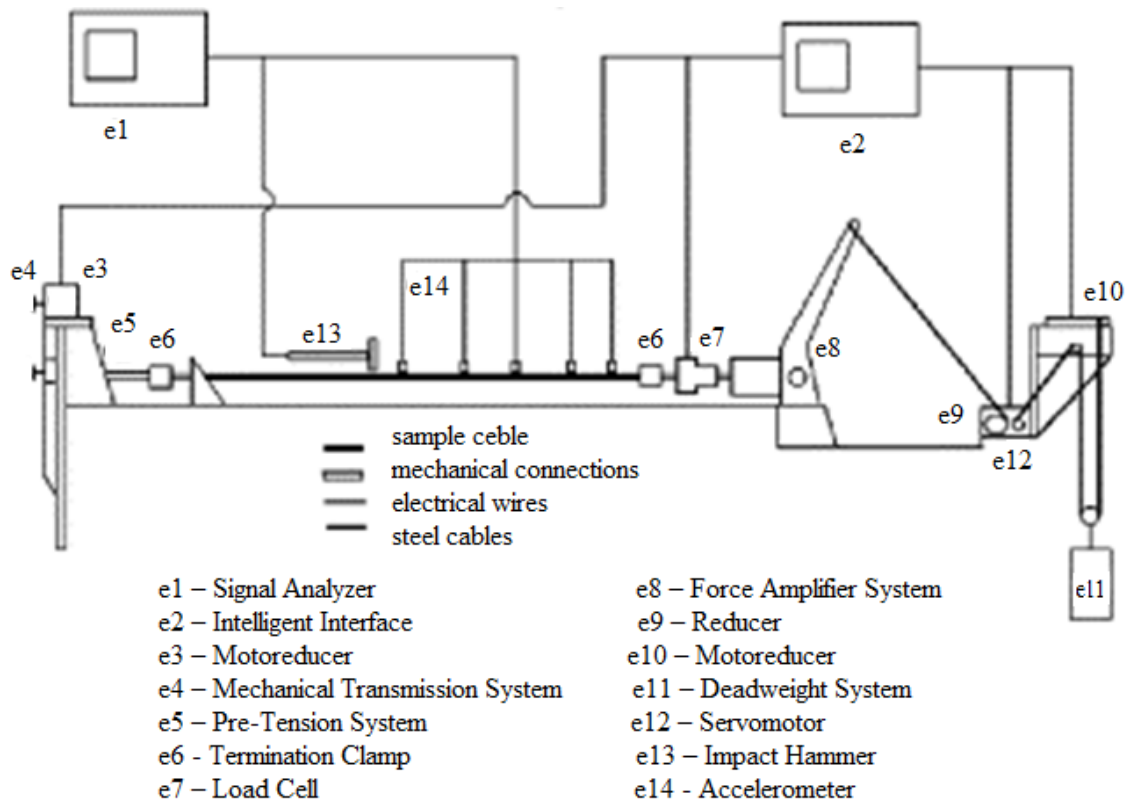 e1
e2
e4
e3
e5
e6
e13
e14
e6
e7
e8
e10
e9
e12
el1
sample ceble
mechanical connections
electrical wires
steel cables
e1 – Signal Analyzer
e2 – Intelligent Interface
e3 – Motoreducer
e4 – Mechanical Transmission System
e5 – Pre-Tension System
e6 - Termination Clamp
e7 – Load Cell
e8 – Force Amplifier System
e9 – Reducer
e10 – Motoreducer
e11 – Deadweight System
e12 – Servomotor
e13 – Impact Hammer
e14 - Accelerometer